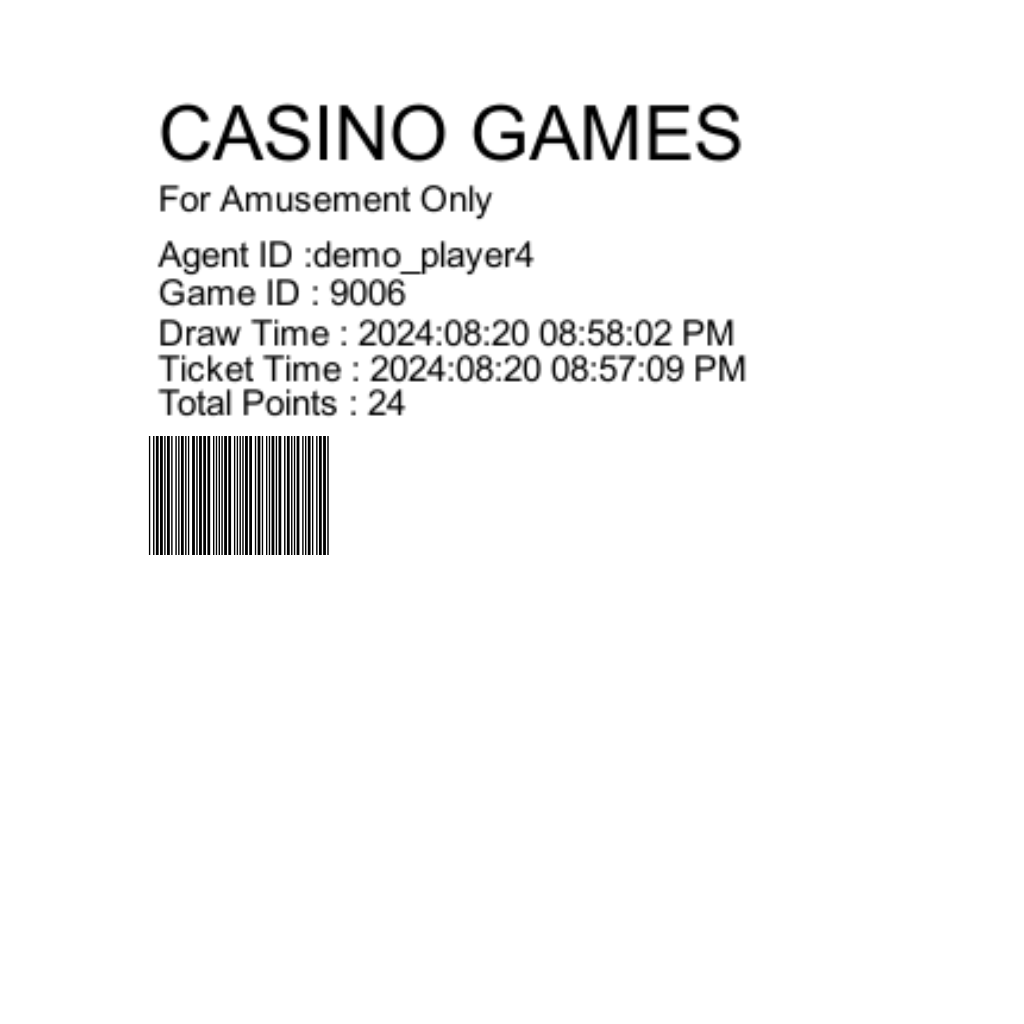 CASINO GAMES
For Amusement Only
Agent ID :demo_player4
Game ID : 9006
Draw Time : 2024:08:20 08:58:02 PM
Ticket Time : 2024:08:20 08:57:09 PM
Total Points : 24